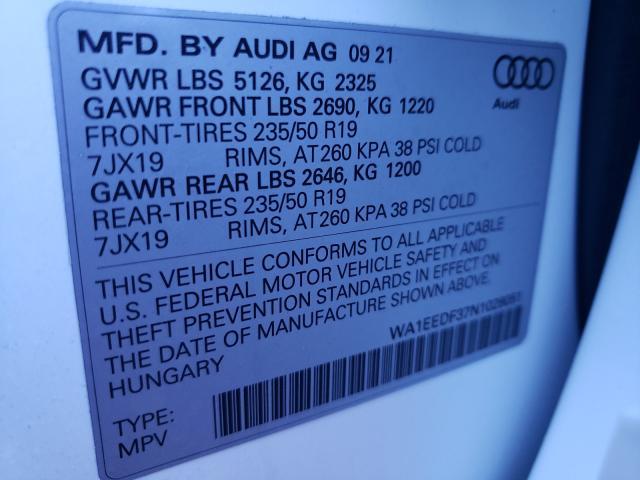 MFD. BY AUDI AG 09 21
GVWR LBS 5126, KG 2325
GAWR FRONT LBS 2690, KG 1220
FRONT-TIRES 235/50 R19
7JX19 RIMS, AT260 KPA 38 PSI COLD
GAWR REAR LBS 2646, KG 1200
REAR-TIRES 235/50 R19
7JX19 RIMS, AT260 KPA 38 PSI COLD
Audi
THIS VEHICLE CONFORMS TO ALL APPLICABLE
U.S. FEDERAL MOTOR VEHICLE SAFETY AND
THEFT PREVENTION STANDARDS IN EFFECT ON
THE DATE OF MANUFACTURE SHOWN ABOVE.
HUNGARY
TYPE:
MPV